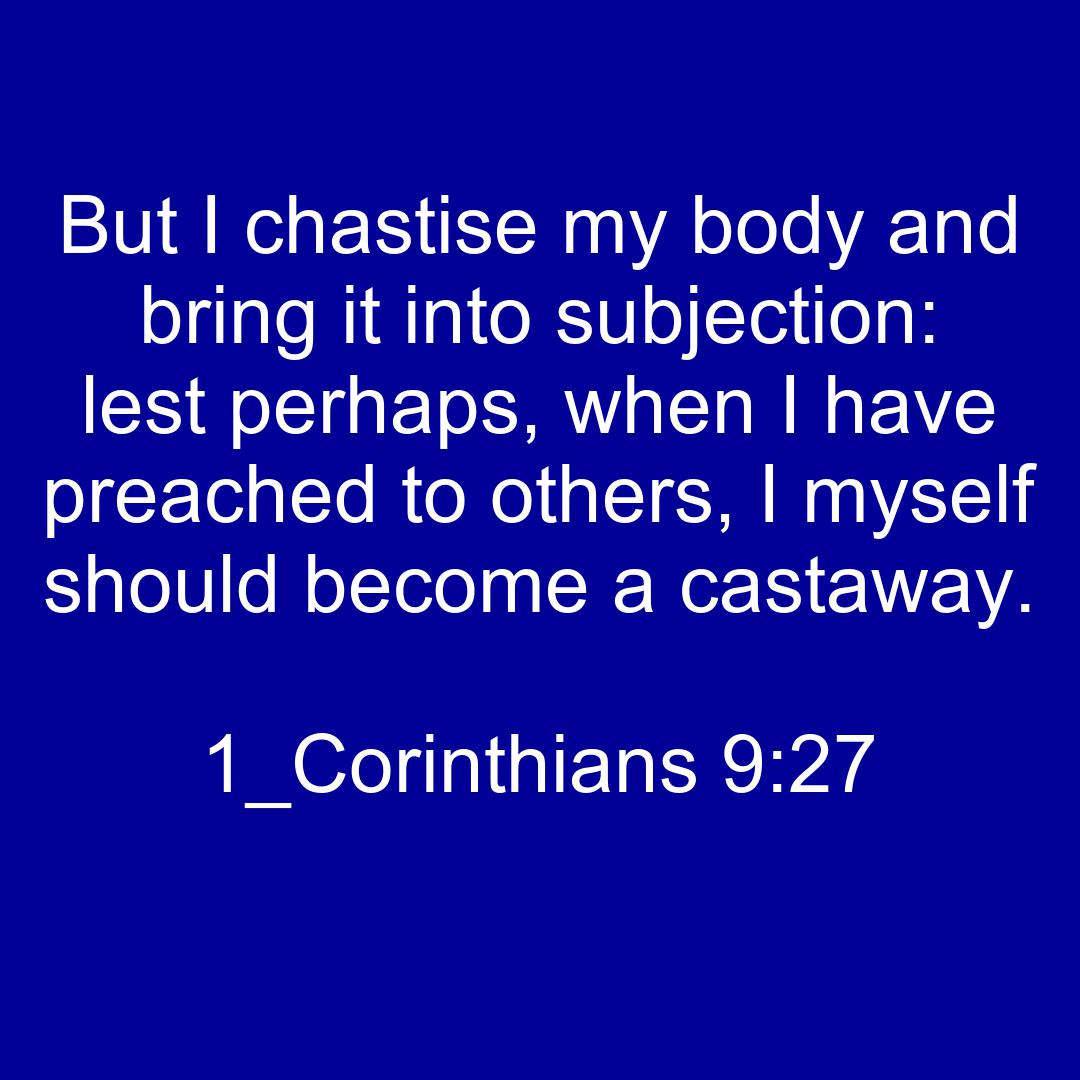 But I chastise my body and
bring it into subjection:
lest perhaps, when I have
preached to others, I myself
should become a castaway.
1_Corinthians 9:27